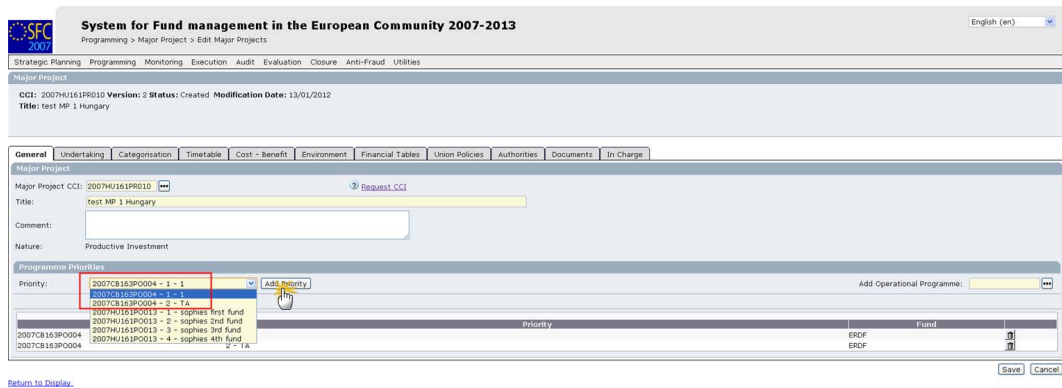 SFC
2007
System for Fund management in the European Community 2007-2013
English (en)
Programming > Major Project > Edit Major Projects
Strategic Planning Programming Monitoring Execution Audit Evaluation Closure Anti-Fraud Utilities
Major Project
CCI: 2007HU161PR010 Version: 2 Status: Created Modification Date: 13/01/2012
Title: test MP 1 Hungary
General Undertaking Categorisation Timetable Cost - Benefit Environment Financial Tables Union Policies Authorities Documents In Charge
Major Project
Major Project CCI: 2007HU161PR010 Request CCI
Title: test MP 1 Hungary
Comment:
Nature: Productive Investment
Programme Priorities
Priority: 2007CB163PO004 - 1 - 1 Add Priority Add Operational Programme:
2007CB163PO004 - 1 - 1
2007CB163PO004 - 2 - TA
2007HU161PO013 - 1 - sophies first fund
2007HU161PO013 - 2 - sophies 2nd fund
2007HU161PO013 - 3 - sophies 3rd fund
2007HU161PO013 - 4 - sophies 4th fund
Priority Fund
2007CB163PO004 ERDF
2007CB163PO004 2 - TA ERDF
Save Cancel
Return to Display